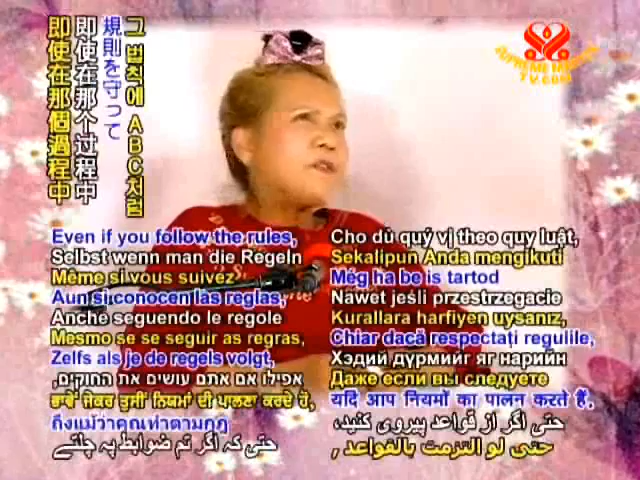 그 법칙에 ABC처럼
規則を守って
即使在那个过程中
即使在那個過程中
SUPREME MASTER
TV.COM
Even if you follow the rules,
Selbst wenn man die Regeln
Même si vous suivez
Aun si conocen las reglas,
Anche seguendo le regole
Mesmo se se seguir as regras,
Zelfs als je de regels volgt,
אפילו אם אתם עושים את החוקים,
ਭਾਵੇਂ ਜੇਕਰ ਤੁਸੀਂ ਨਿਯਮਾਂ ਦੀ ਪਾਲਣਾ ਕਰਦੇ ਹੋ,
ถึงแม้ว่าคุณทำตามกฎ
حتی کہ اگر تم ضوابط پہ چلتے
Cho dù quý vị theo quy luật,
Sekalipun Anda mengikuti
Még ha be is tartod
Nawet jeśli przestrzegacie
Kurallara harfiyen uysanız,
Chiar dacă respectaţi regulile,
Хэдий дүрмийг яг нарийн
Даже если вы следуете
यदि आप नियमों का पालन करते हैं.
حتی اگر از قواعد پیروی کنید،
حتى لو التزمت بالقواعد ,